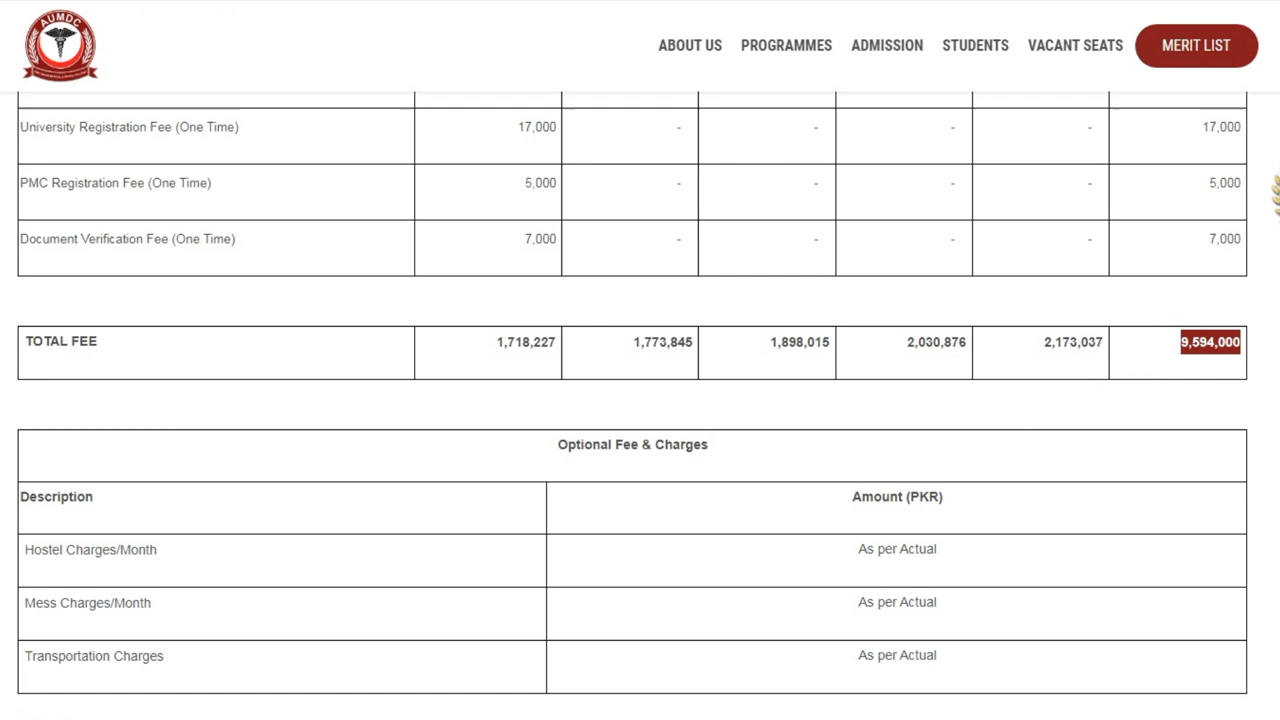 AUMDC
ABOUT US PROGRAMMES ADMISSION STUDENTS VACANT SEATS MERIT LIST
University Registration Fee (One Time) 17,000 - - - - 17,000
PMC Registration Fee (One Time) 5,000 - - - - 5,000
Document Verification Fee (One Time) 7,000 - - - - 7,000
TOTAL FEE 1,718,227 1,773,845 1,898,015 2,030,876 2,173,037 9,594,000
Optional Fee & Charges
Description Amount (PKR)
Hostel Charges/Month As per Actual
Mess Charges/Month As per Actual
Transportation Charges As per Actual